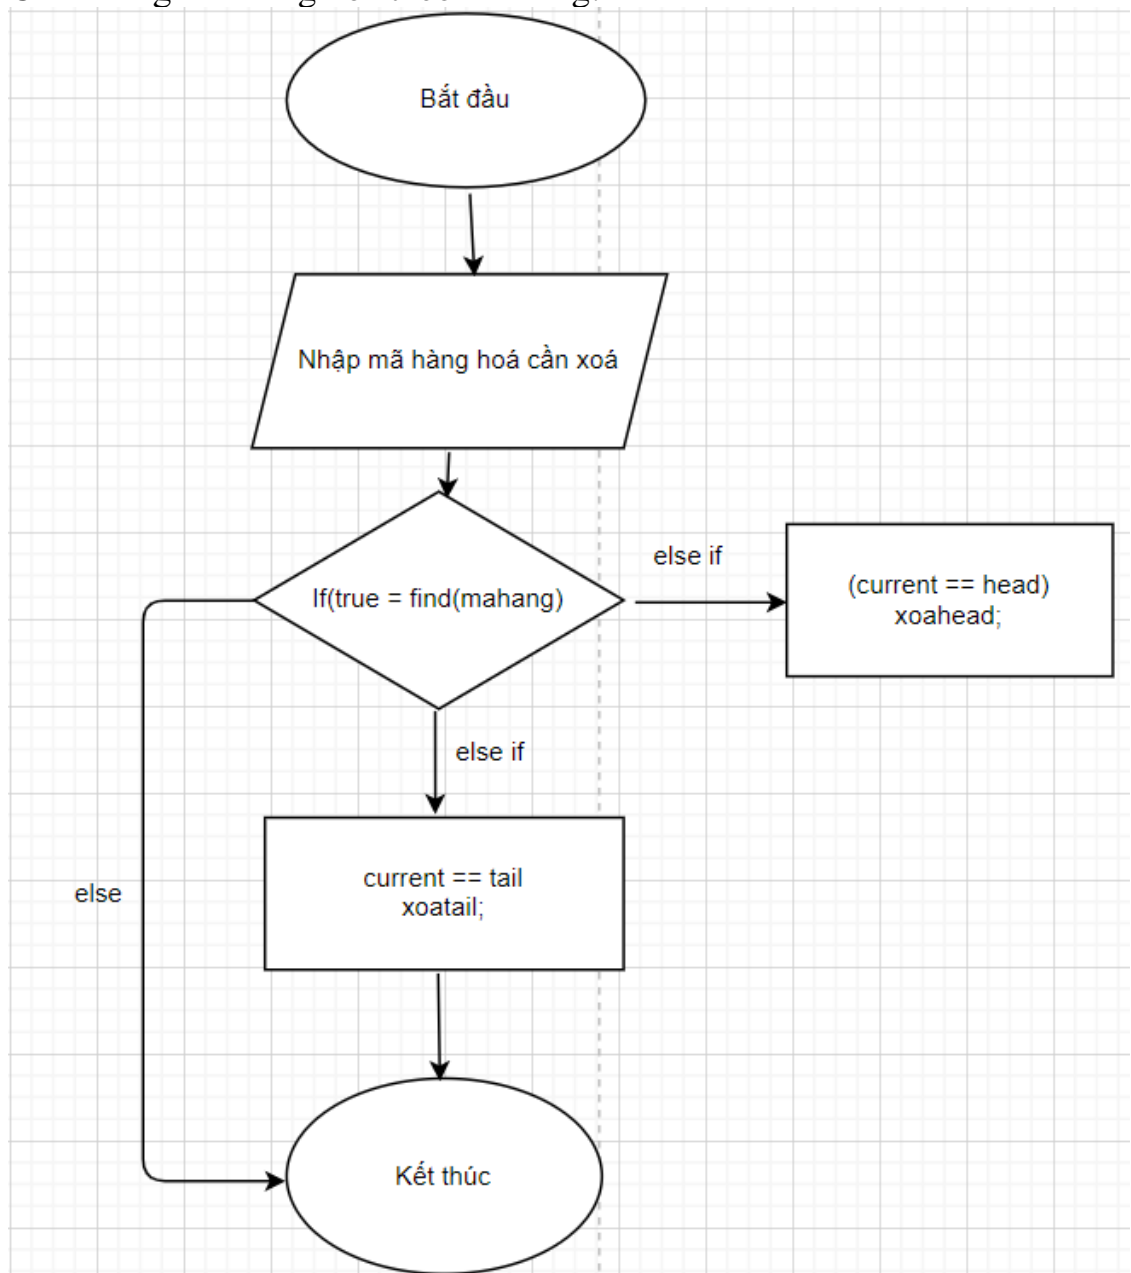 Bắt đầu
Nhập mã hàng hoá cần xoá
If(true = find(mahang)
else if
(current == head)
xoahead;
else if
current == tail
xoatail;
else
Kết thúc